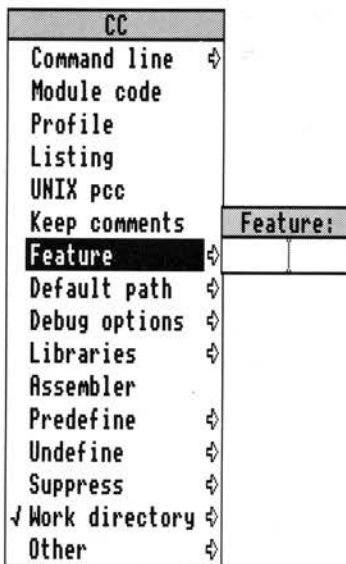 CC
Command line
Module code
Profile
Listing
UNIX pcc
Keep comments
Feature
Feature:
Default path
Debug options
Libraries
Assembler
Predefine
Undefine
Suppress
√ Work directory
Other